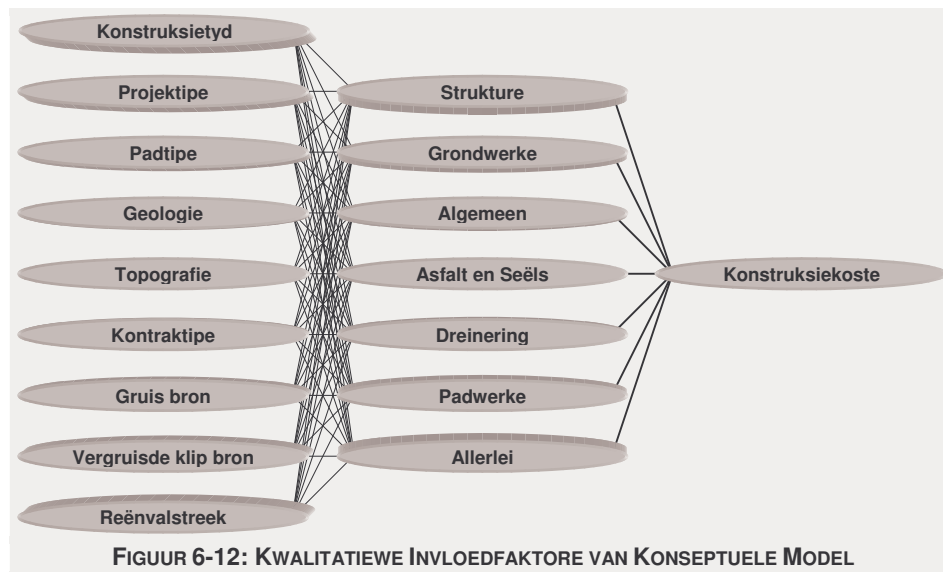 Konstruksietyd
Projektipe
Padtipe
Geologie
Topografie
Kontraktipe
Gruis bron
Vergruisde klip bron
Reënvalstreek
Strukture
Grondwerke
Algemeen
Asfalt en Seëls
Dreinering
Padwerke
Allerlei
Konstruksiekoste
FIGUUR 6-12: KWALITATIEWE INVLOEDFAKTORE VAN KONSEPTUELE MODEL